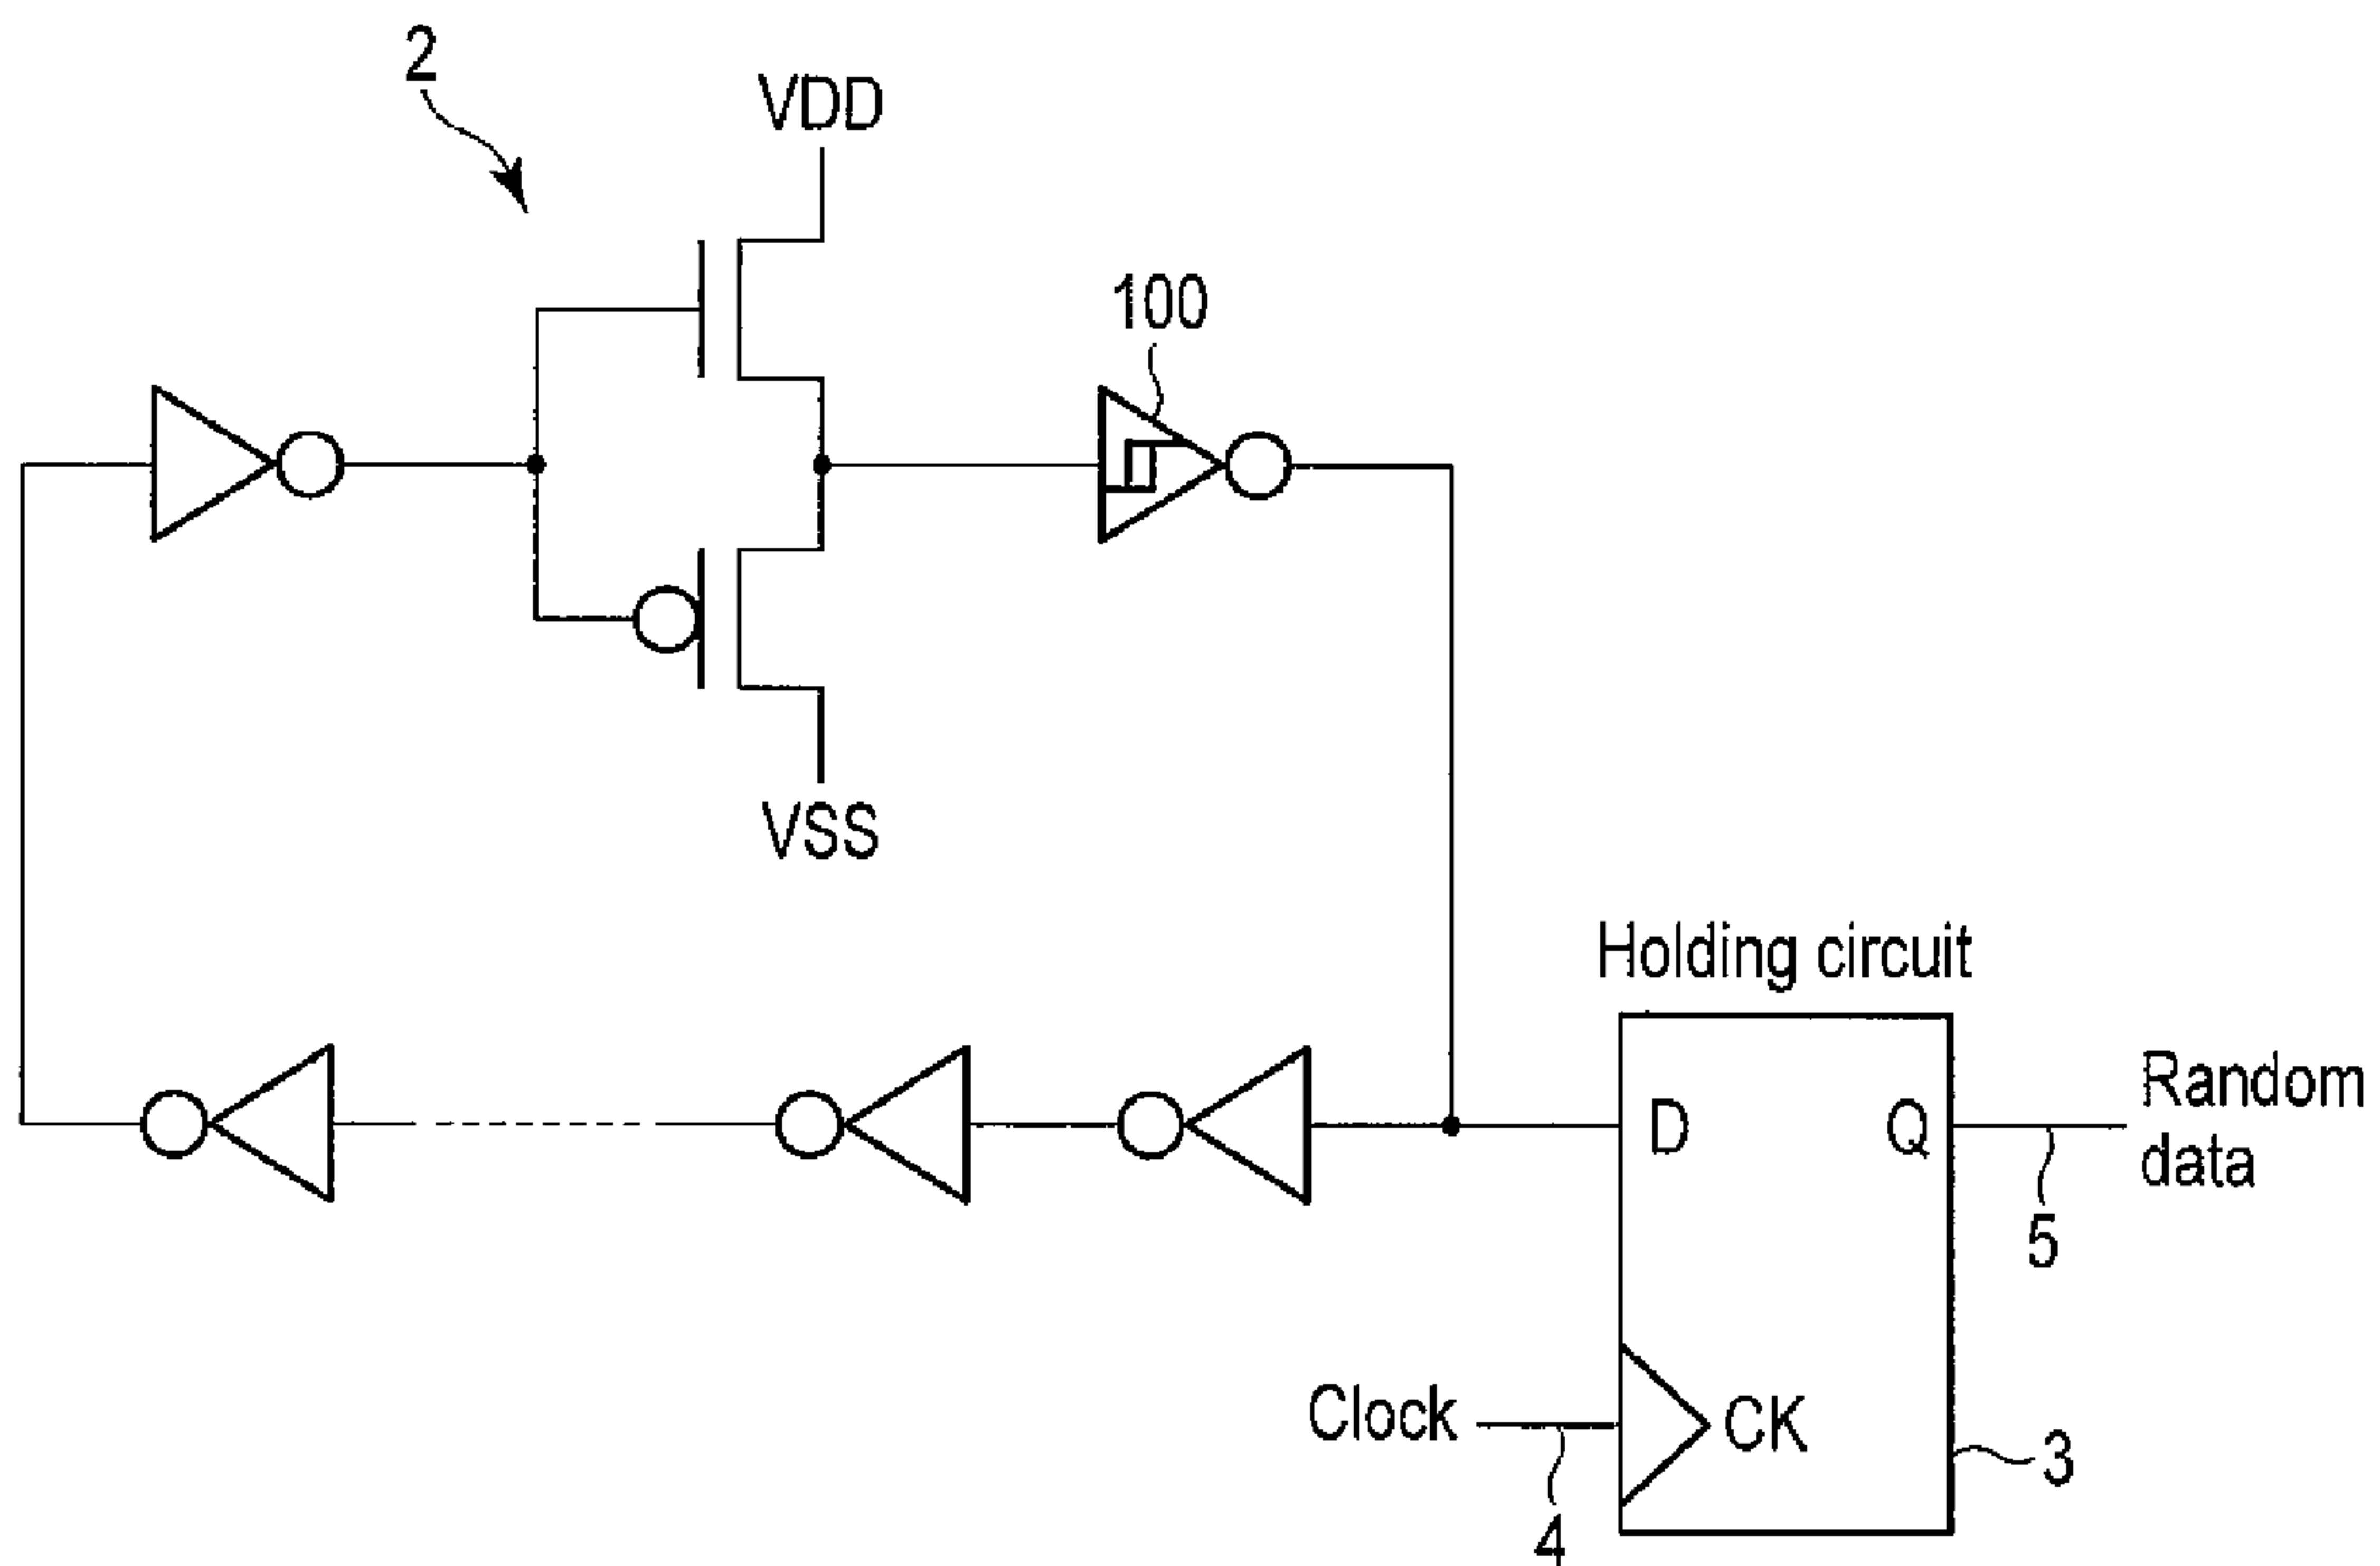 2
VDD
100
VSS
Holding circuit
D
Q
Random
data
5
Clock
CK
3
4